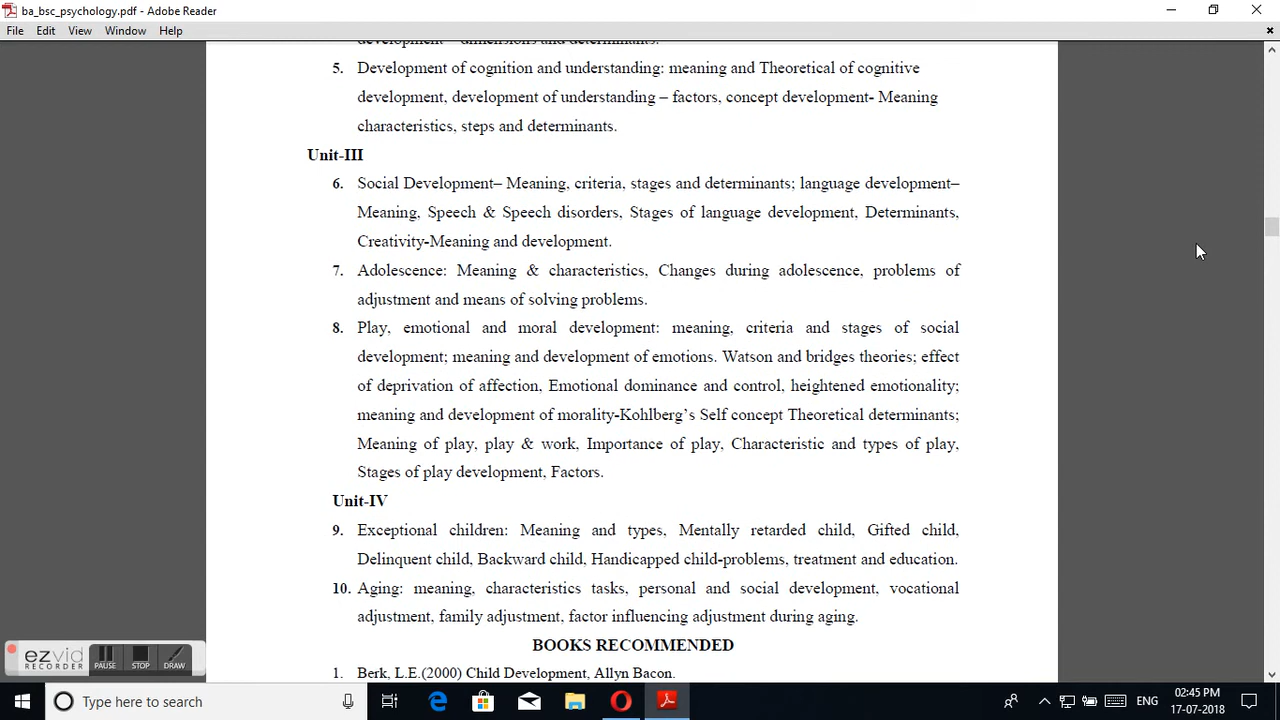 ba_bsc_psychology.pdf - Adobe Reader
File Edit View Window Help
development – dimensions and determinants.
5. Development of cognition and understanding: meaning and Theoretical of cognitive
development, development of understanding – factors, concept development- Meaning
characteristics, steps and determinants.
Unit-III
6. Social Development– Meaning, criteria, stages and determinants; language development–
Meaning, Speech & Speech disorders, Stages of language development, Determinants,
Creativity-Meaning and development.
7. Adolescence: Meaning & characteristics, Changes during adolescence, problems of
adjustment and means of solving problems.
8. Play, emotional and moral development: meaning, criteria and stages of social
development; meaning and development of emotions. Watson and bridges theories; effect
of deprivation of affection, Emotional dominance and control, heightened emotionality;
meaning and development of morality-Kohlberg’s Self concept Theoretical determinants;
Meaning of play, play & work, Importance of play, Characteristic and types of play,
Stages of play development, Factors.
Unit-IV
9. Exceptional children: Meaning and types, Mentally retarded child, Gifted child,
Delinquent child, Backward child, Handicapped child-problems, treatment and education.
10. Aging: meaning, characteristics tasks, personal and social development, vocational
adjustment, family adjustment, factor influencing adjustment during aging.
BOOKS RECOMMENDED
1. Berk, L.E.(2000) Child Development, Allyn Bacon.
ezvid
RECORDER
PAUSE STOP DRAW
Type here to search
ENG
02:45 PM
17-07-2018